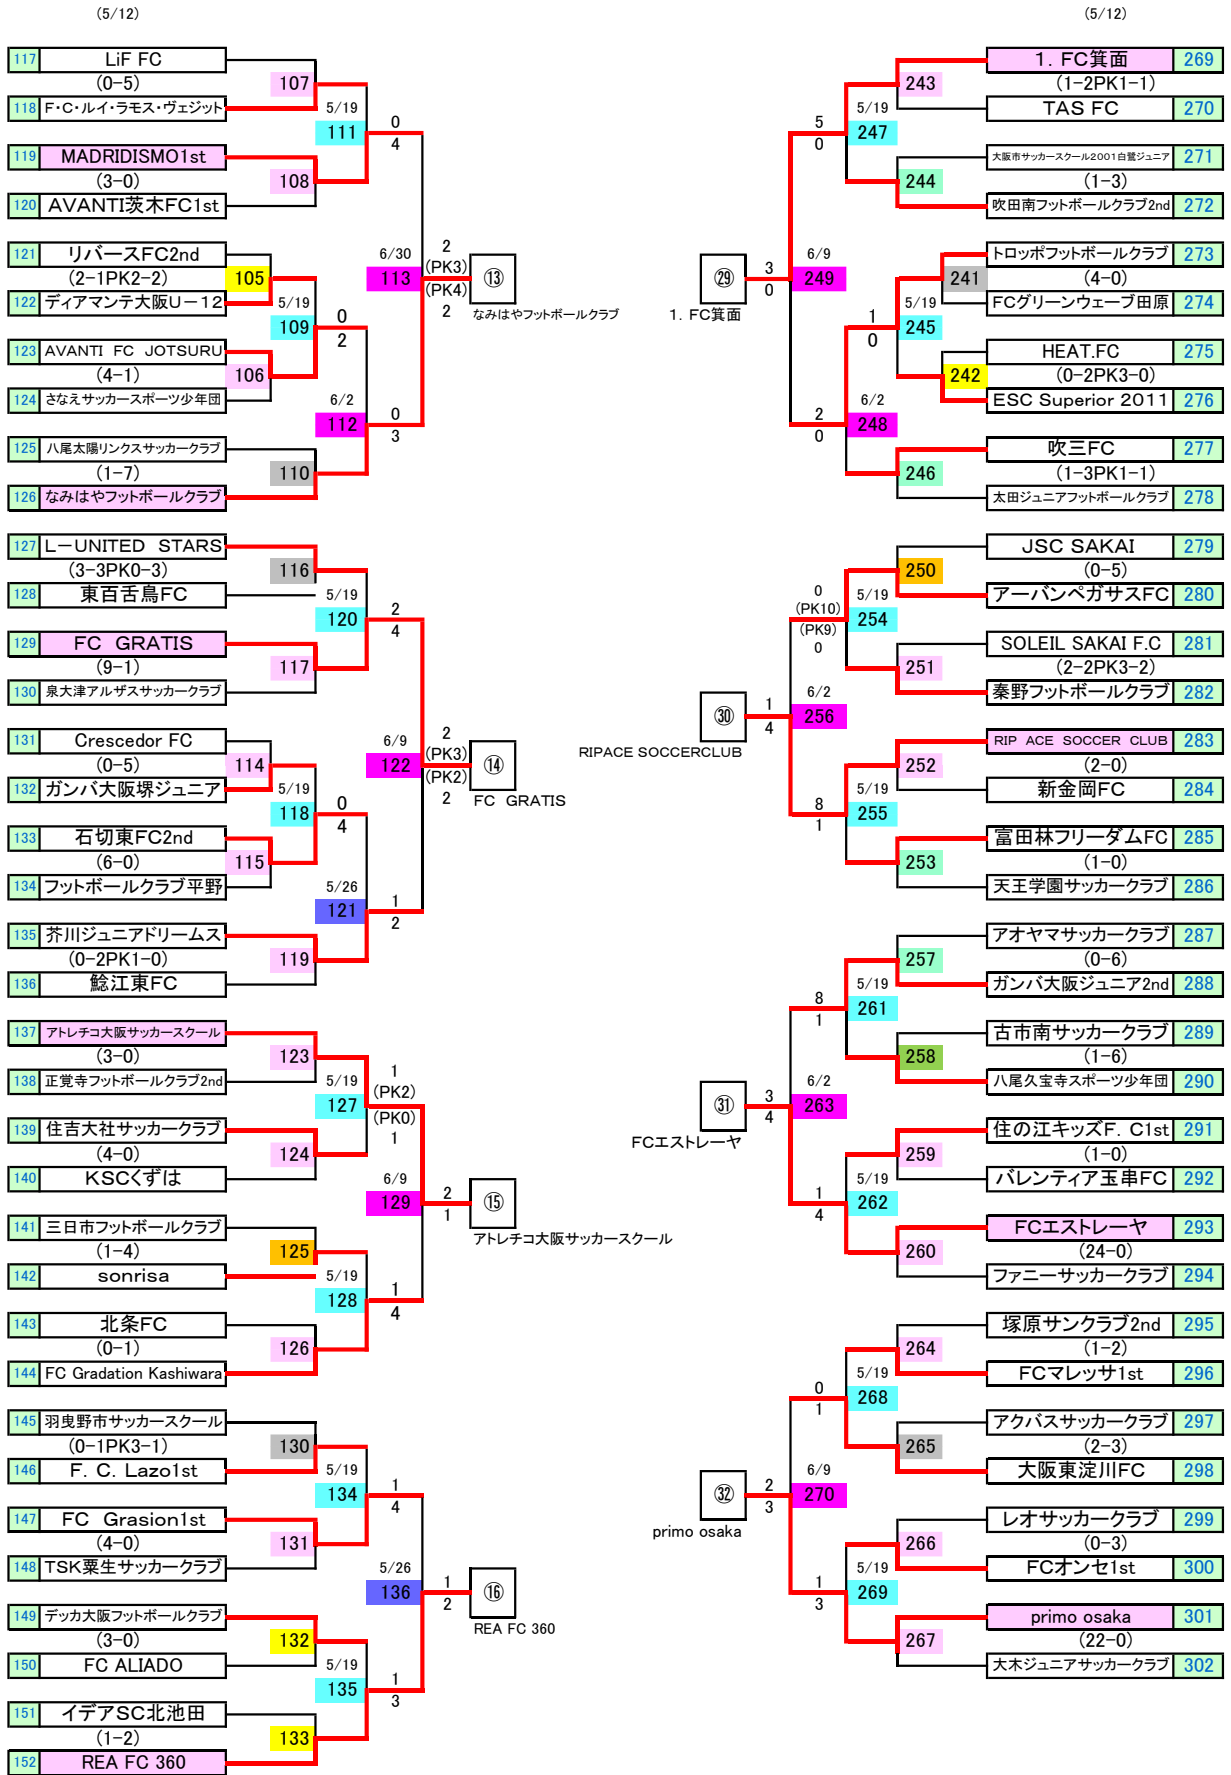 (5/12)
117 LiF FC
(0-5)
118 F・C・ルイ・ラモス・ヴェジット
107
5/19
111
0
4
119 MADRIDISMO1st
(3-0)
120 AVANTI茨木FC1st
108
121 リバースFC2nd
(2-1PK2-2)
122 ディアマンテ大阪U-12
105
5/19
109
0
2
123 AVANTI FC JOTSURU
(4-1)
124 さなえサッカースポーツ少年団
106
6/2
112
0
3
125 八尾太陽リンクスサッカークラブ
(1-7)
126 なみはやフットボールクラブ
110
6/30
113
2
(PK3)
(PK4)
2
⑬
なみはやフットボールクラブ
127 L-UNITED STARS
(3-3PK0-3)
128 東百舌鳥FC
116
5/19
120
2
4
129 FC GRATIS
(9-1)
130 泉大津アルザスサッカークラブ
117
131 Crescedor FC
(0-5)
132 ガンバ大阪堺ジュニア
114
5/19
118
0
4
133 石切東FC2nd
(6-0)
134 フットボールクラブ平野
115
5/26
121
1
2
135 芥川ジュニアドリームス
(0-2PK1-0)
136 鯰江東FC
119
6/9
122
2
(PK3)
(PK2)
2
⑭
FC GRATIS
137 アトレチコ大阪サッカースクール
(3-0)
138 正覚寺フットボールクラブ2nd
123
5/19
127
1
(PK2)
(PK0)
1
139 住吉大社サッカークラブ
(4-0)
140 KSCくずは
124
6/9
129
2
1
⑮
アトレチコ大阪サッカースクール
141 三日市フットボールクラブ
(1-4)
142 sonrisa
125
5/19
128
1
4
143 北条FC
(0-1)
144 FC Gradation Kashiwara
126
145 羽曳野市サッカースクール
(0-1PK3-1)
146 F. C. Lazo1st
130
5/19
134
1
4
147 FC Grasion1st
(4-0)
148 TSK粟生サッカークラブ
131
5/26
136
1
2
⑯
REA FC 360
149 デッカ大阪フットボールクラブ
(3-0)
150 FC ALIADO
132
5/19
135
1
3
151 イデアSC北池田
(1-2)
152 REA FC 360
133
(5/12)
1. FC箕面 269
(1-2PK1-1)
TAS FC 270
243
5/19
247
5
0
大阪市サッカースクール2001白鷺ジュニア 271
(1-3)
吹田南フットボールクラブ2nd 272
244
6/9
249
3
0
㉙
1. FC箕面
トロッポフットボールクラブ 273
(4-0)
FCグリーンウェーブ田原 274
241
5/19
245
1
0
HEAT.FC 275
(0-2PK3-0)
ESC Superior 2011 276
242
6/2
248
2
0
吹三FC 277
(1-3PK1-1)
太田ジュニアフットボールクラブ 278
246
JSC SAKAI 279
(0-5)
アーバンペガサスFC 280
250
5/19
254
0
(PK10)
(PK9)
0
SOLEIL SAKAI F.C 281
(2-2PK3-2)
秦野フットボールクラブ 282
251
6/2
256
1
4
㉚
RIPACE SOCCERCLUB
RIP ACE SOCCER CLUB 283
(2-0)
新金岡FC 284
252
5/19
255
8
1
富田林フリーダムFC 285
(1-0)
天王学園サッカークラブ 286
253
アオヤマサッカークラブ 287
(0-6)
ガンバ大阪ジュニア2nd 288
257
5/19
261
8
1
古市南サッカークラブ 289
(1-6)
八尾久宝寺スポーツ少年団 290
258
6/2
263
3
4
㉛
FCエストレーヤ
住の江キッズF. C1st 291
(1-0)
バレンティア玉串FC 292
259
5/19
262
1
4
FCエストレーヤ 293
(24-0)
ファニーサッカークラブ 294
260
塚原サンクラブ2nd 295
(1-2)
FCマレッサ1st 296
264
5/19
268
0
1
アクバスサッカークラブ 297
(2-3)
大阪東淀川FC 298
265
6/9
270
2
3
㉜
primo osaka
レオサッカークラブ 299
(0-3)
FCオンセ1st 300
266
5/19
269
1
3
primo osaka 301
(22-0)
大木ジュニアサッカークラブ 302
267